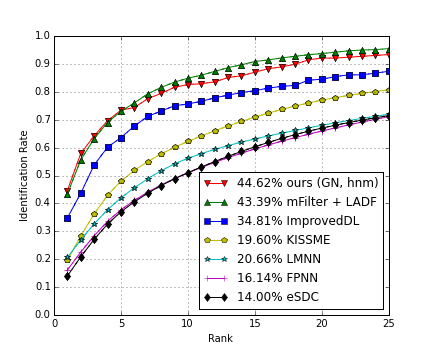 1.0
0.9
0.8
0.7
0.6
0.5
0.4
0.3
0.2
0.1
0.0
Identification Rate
44.62% ours (GN, hnm)
43.39% mFilter + LADF
34.81% ImprovedDL
19.60% KISSME
20.66% LMNN
16.14% FPNN
14.00% eSDC
0 5 10 15 20 25
Rank